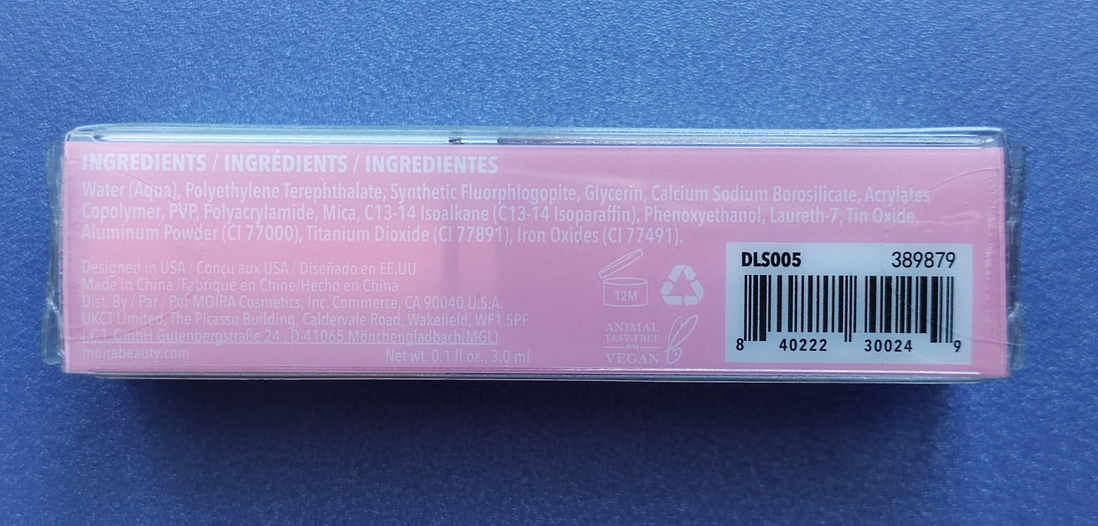 INGREDIENTS / INGRÉDIENTS / INGREDIENTES
Water (Aqua), Polyethylene Terephthalate, Synthetic Fluorphlogopite, Glycerin, Calcium Sodium Borosilicate, Acrylates
Copolymer, PVP, Polyacrylamide, Mica, C13-14 Isoalkane (C13-14 Isoparaffin), Phenoxyethanol, Laureth-7, Tin Oxide,
Aluminum Powder (CI 77000), Titanium Dioxide (CI 77891), Iron Oxides (CI 77491).
Designed in USA / Conçu aux USA / Diseñado en EE.UU
Made in China /Fabriqué en Chine/Hecho en China
Dist. By / Par / Por MOIRA Cosmetics, Inc. Commerce, CA 90040 U.S.A.
UKCT Limited, The Picasso Building, Caldervale Road, Wakefield, WF1 5PF
I.C.T. GmbH Gutenbergstraße 24 , D-41065 Mönchengladbach(MGL)
moirabeauty.com
Net wt. 0.1 fl.oz., 3.0 ml
12M
ANIMAL
TEST FREE
VEGAN
DLS005 389879
8 40222 30024 9